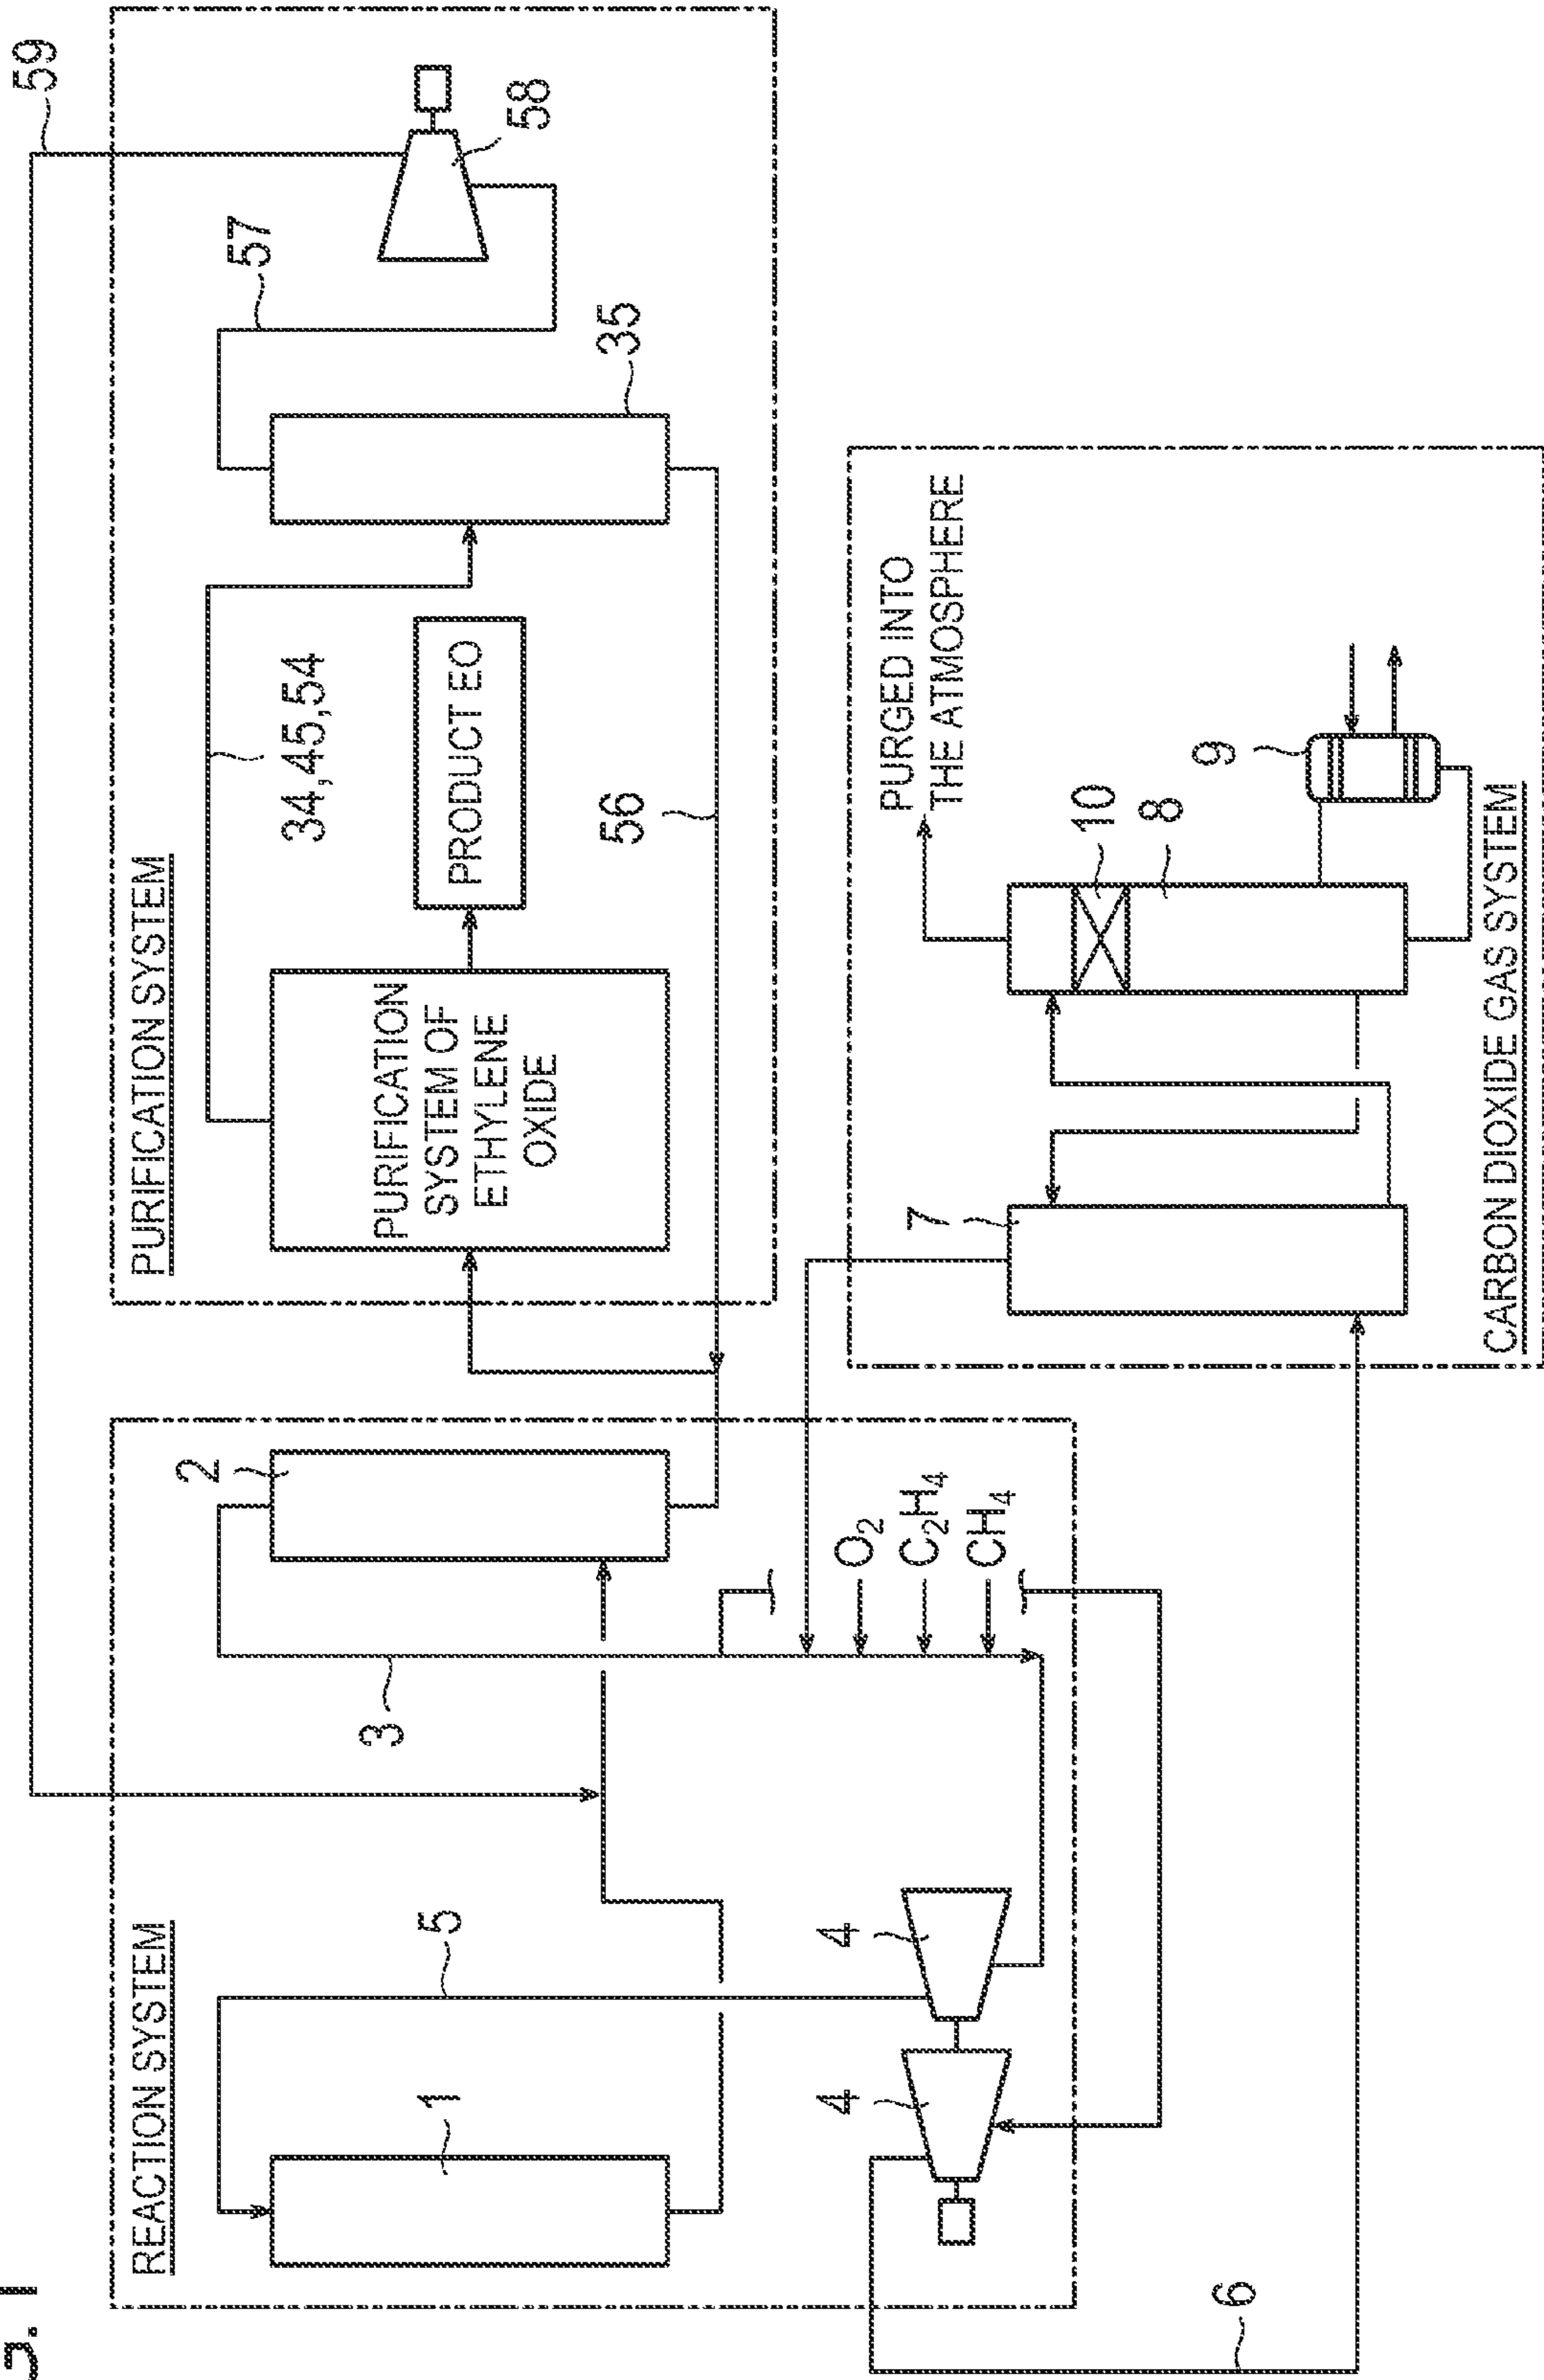 REACTION SYSTEM
1
5
4
4
3
2
O2
C2H4
CH4
6
59
PURIFICATION SYSTEM
PURIFICATION
SYSTEM OF
ETHYLENE
OXIDE
34,45,54
PRODUCT EO
56
35
57
58
7
PURGED INTO
THE ATMOSPHERE
10
8
9
CARBON DIOXIDE GAS SYSTEM